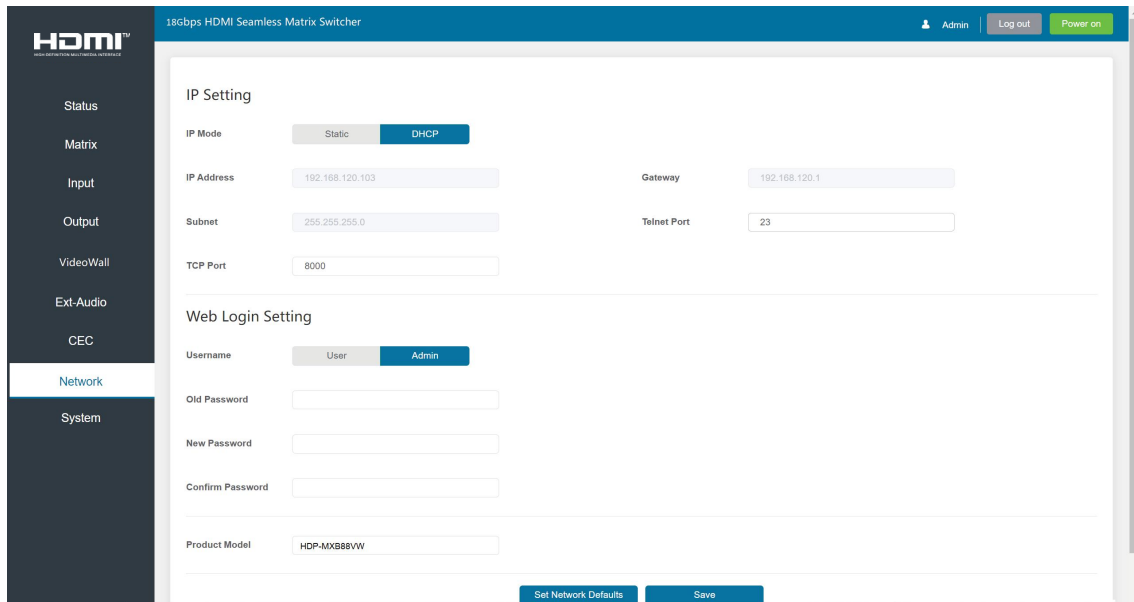 HDMI™
HIGH-DEFINITION MULTIMEDIA INTERFACE
18Gbps HDMI Seamless Matrix Switcher
Admin
Log out
Power on
Status
Matrix
Input
Output
VideoWall
Ext-Audio
CEC
Network
System
IP Setting
IP Mode Static DHCP
IP Address 192.168.120.103 Gateway 192.168.120.1
Subnet 255.255.255.0 Telnet Port 23
TCP Port 8000
Web Login Setting
Username User Admin
Old Password
New Password
Confirm Password
Product Model HDP-MXB88VW
Set Network Defaults Save